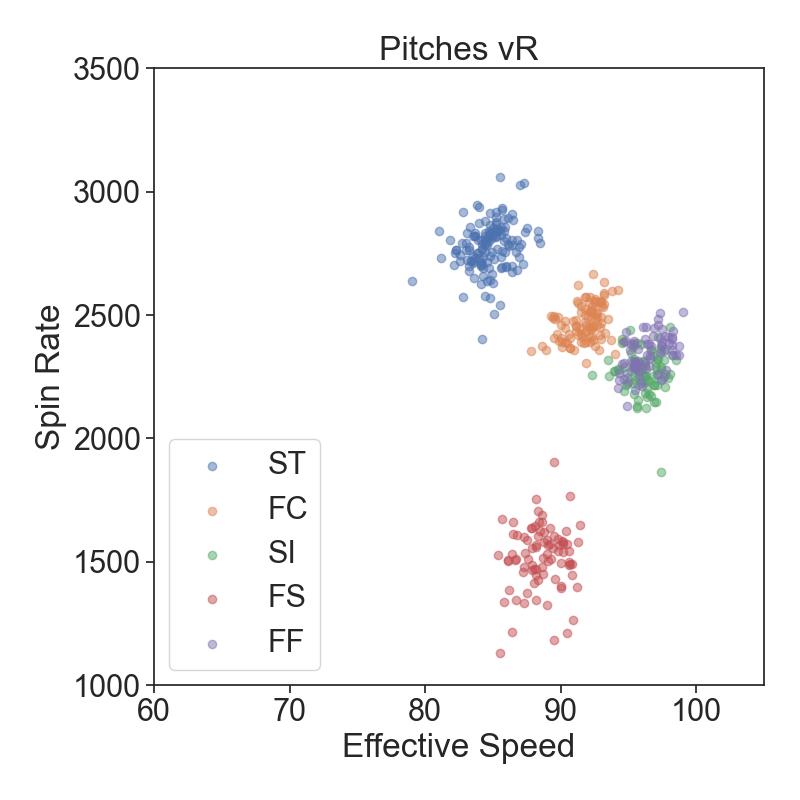 Pitches vR
3500
3000
2500
2000
1500
1000
Spin Rate
ST
FC
SI
FS
FF
60 70 80 90 100
Effective Speed